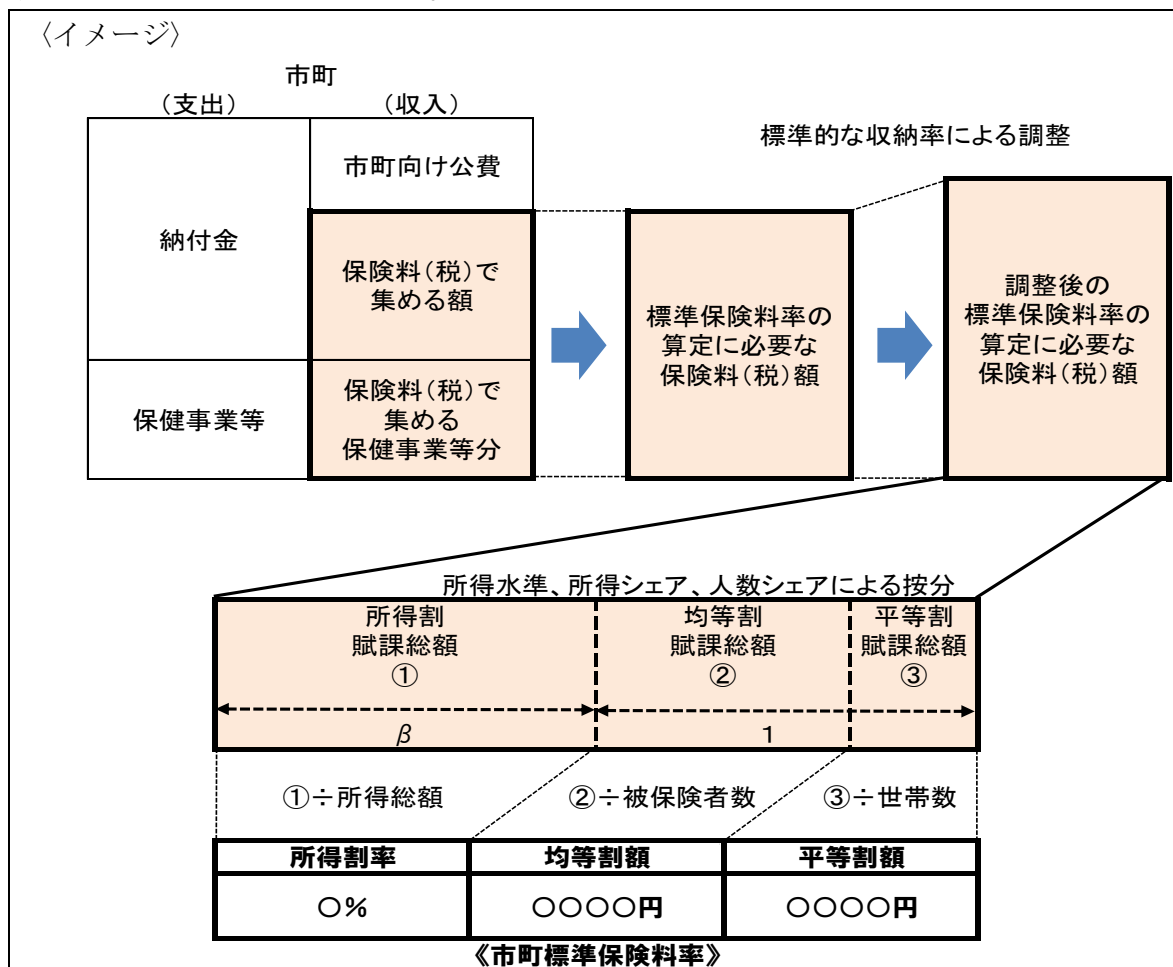 〈イメージ〉
市町
（支出）
（収入）
市町向け公費
納付金
保険料（税）で
集める額
保健事業等
保険料（税）で
集める
保健事業等分
標準保険料率の
算定に必要な
保険料（税）額
標準的な収納率による調整
調整後の
標準保険料率の
算定に必要な
保険料（税）額
所得水準、所得シェア、人数シェアによる按分
所得割
賦課総額
①
均等割
賦課総額
②
平等割
賦課総額
③
β
1
①÷所得総額
②÷被保険者数
③÷世帯数
所得割率
均等割額
平等割額
○％
○○○○円
○○○○円
《市町標準保険料率》